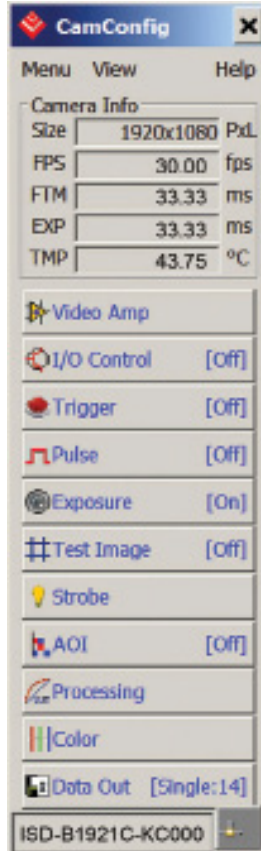 CamConfig
Menu View Help
Camera Info
Size 1920x1080 PxL
FPS 30.00 fps
FTM 33.33 ms
EXP 33.33 ms
TMP 43.75 ºC
Video Amp
I/O Control [Off]
Trigger [Off]
Pulse [Off]
Exposure [On]
Test Image [Off]
Strobe
AOI [Off]
Processing
Color
Data Out [Single:14]
ISD-B1921C-KC000